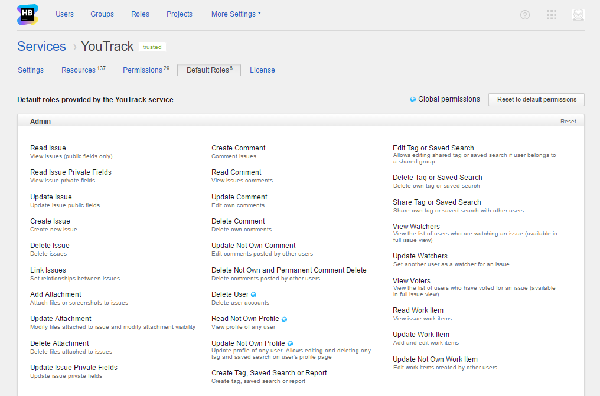 HB
Users Groups Roles Projects More Settings
Services › YouTrack trusted
Settings Resources 137 Permissions Default Roles License
Default roles provided by the YouTrack service Global permissions Reset to default permissions
Admin Reset
Read Issue
View issues (public fields only)
Read Issue Private Fields
View issue private fields
Update Issue
Update issue public fields
Create Issue
Create new issue
Delete Issue
Delete issues
Link Issues
Set relationships between issues
Add Attachment
Attach files or screenshots to issues
Update Attachment
Modify files attached to issue and modify attachment visibility
Delete Attachment
Delete files attached to issues
Update Issue Private Fields
Update issue private fields
Create Comment
Comment issues
Read Comment
View issues comments
Update Comment
Edit own comments
Delete Comment
Delete own comments
Update Not Own Comment
Edit comments posted by other users
Delete Not Own and Permanent Comment Delete
Delete comments posted by other users
Delete User
Delete user accounts
Read Not Own Profile
View profile of any user
Update Not Own Profile
Update profile of any user. Allows editing and deleting any
tag and saved search on user's profile page
Create Tag, Saved Search or Report
Create tag, saved search or report
Edit Tag or Saved Search
Allows editing shared tag or saved search if user belongs to
a shared group
Delete Tag or Saved Search
Delete own tag or saved search
Share Tag or Saved Search
Share own tag or saved search with other users
View Watchers
View the list of users who are watching an issue (available in
full issue view)
Update Watchers
Set another user as a watcher for an issue
View Voters
View the list of users who have voted for an issue (available
in full issue view)
Read Work Item
View issue work items
Update Work Item
Add and edit work items
Update Not Own Work Item
Edit work items created by other users